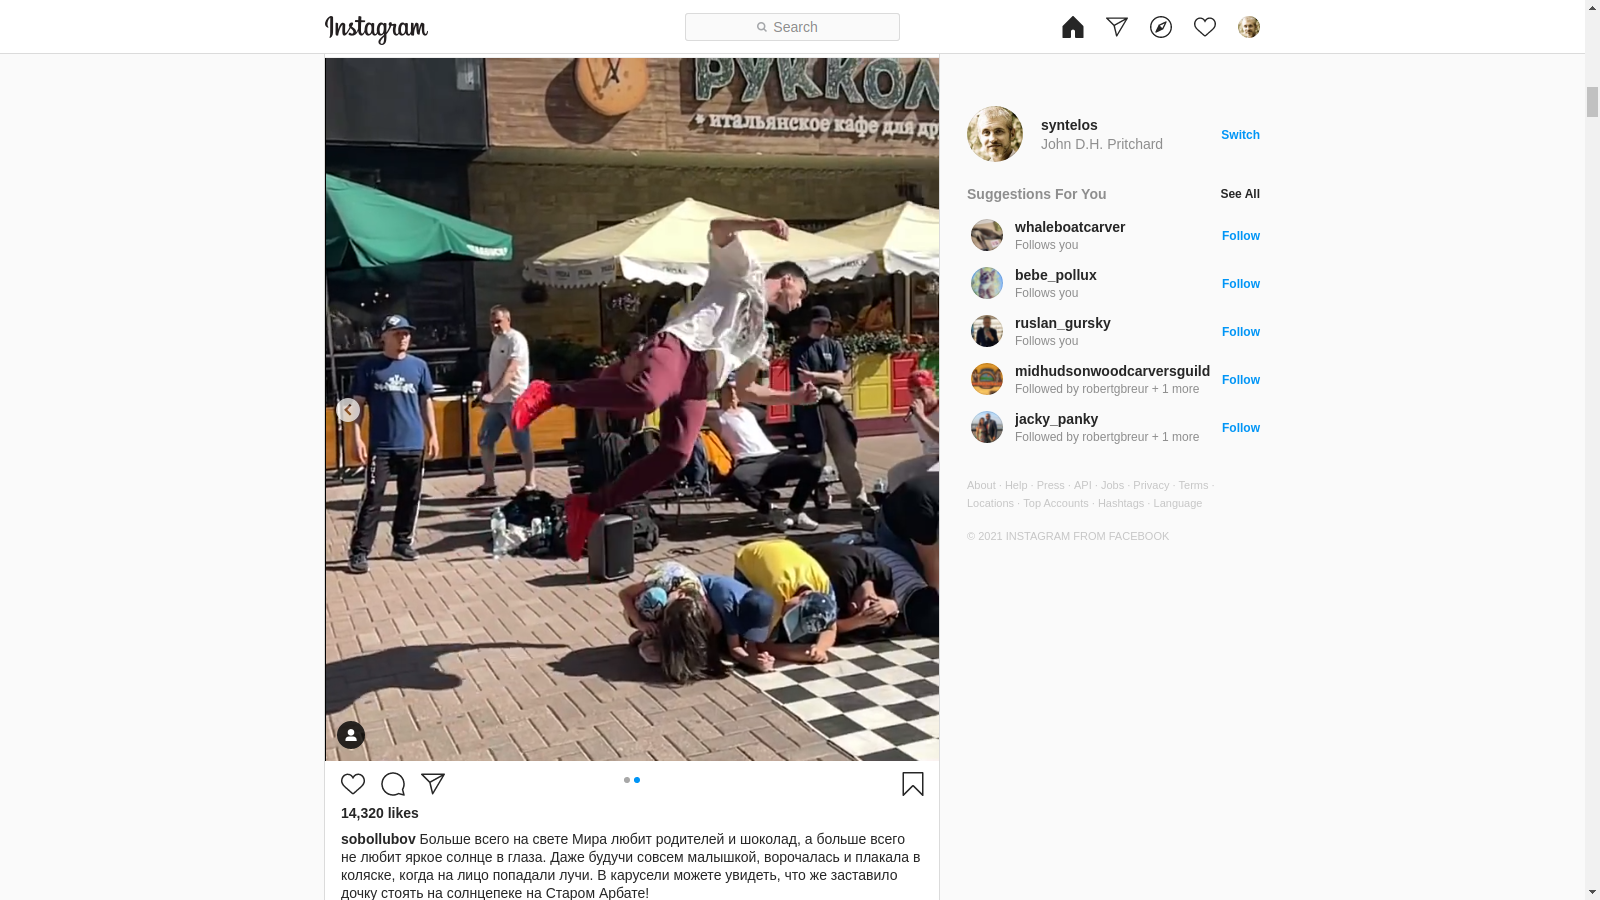 Instagram
Search
РУККОЛ
итальянское кафе для др
syntelos
John D.H. Pritchard
Switch
Suggestions For You
See All
whaleboatcarver
Follows you
Follow
bebe_pollux
Follows you
Follow
ruslan_gursky
Follows you
Follow
midhudsonwoodcarversguild
Followed by robertgbreur + 1 more
Follow
jacky_panky
Followed by robertgbreur + 1 more
Follow
About · Help · Press · API · Jobs · Privacy · Terms ·
Locations · Top Accounts · Hashtags · Language
© 2021 INSTAGRAM FROM FACEBOOK
14,320 likes
sobollubov Больше всего на свете Мира любит родителей и шоколад, а больше всего
не любит яркое солнце в глаза. Даже будучи совсем малышкой, ворочалась и плакала в
коляске, когда на лицо попадали лучи. В карусели можете увидеть, что же заставило
дочку стоять на солнцепеке на Старом Арбате!